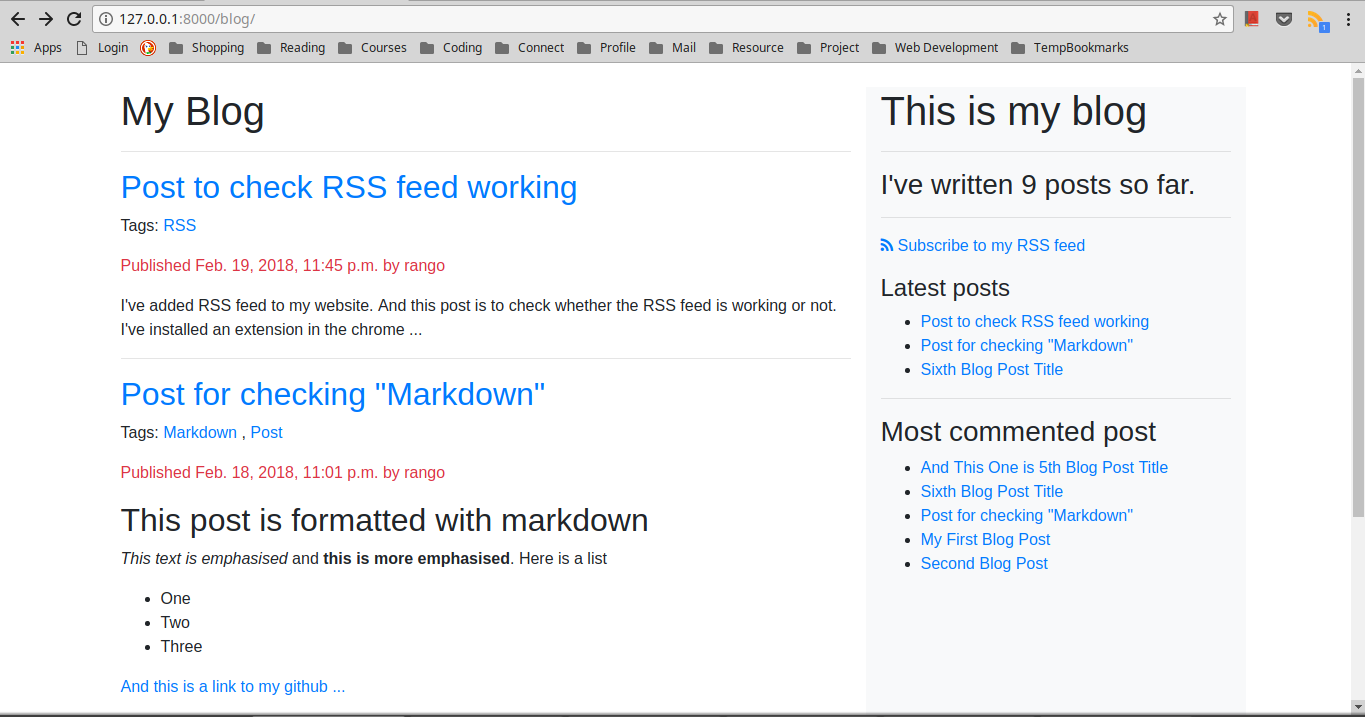 127.0.0.1:8000/blog/
1
Apps Login Shopping Reading Courses Coding Connect Profile Mail Resource Project Web Development TempBookmarks
My Blog
Post to check RSS feed working
Tags: RSS
Published Feb. 19, 2018, 11:45 p.m. by rango
I've added RSS feed to my website. And this post is to check whether the RSS feed is working or not.
I've installed an extension in the chrome ...
Post for checking "Markdown"
Tags: Markdown , Post
Published Feb. 18, 2018, 11:01 p.m. by rango
This post is formatted with markdown
This text is emphasised and this is more emphasised. Here is a list
• One
• Two
• Three
And this is a link to my github ...
This is my blog
I've written 9 posts so far.
Subscribe to my RSS feed
Latest posts
• Post to check RSS feed working
• Post for checking "Markdown"
• Sixth Blog Post Title
Most commented post
• And This One is 5th Blog Post Title
• Sixth Blog Post Title
• Post for checking "Markdown"
• My First Blog Post
• Second Blog Post